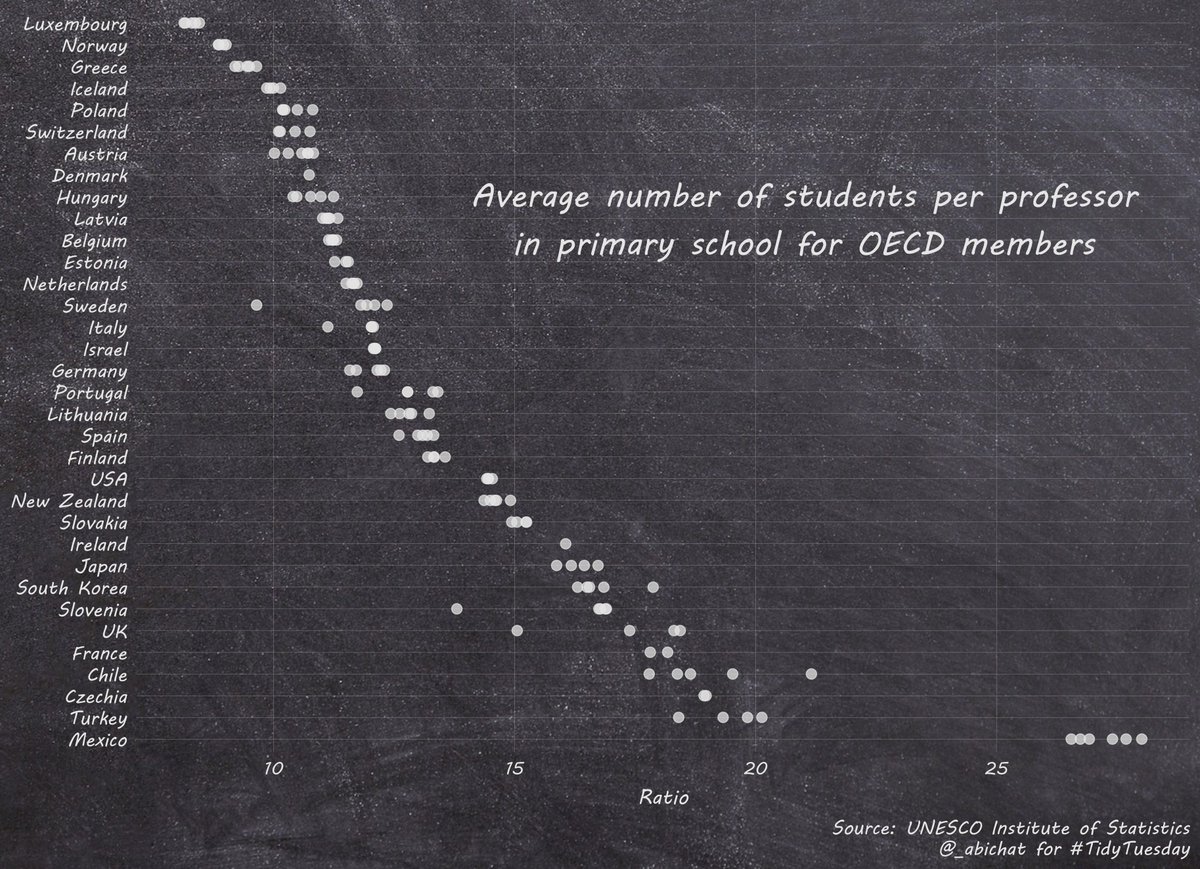 Luxembourg
Norway
Greece
Iceland
Poland
Switzerland
Austria
Denmark
Hungary
Latvia
Belgium
Estonia
Netherlands
Sweden
Italy
Israel
Germany
Portugal
Lithuania
Spain
Finland
USA
New Zealand
Slovakia
Ireland
Japan
South Korea
Slovenia
UK
France
Chile
Czechia
Turkey
Mexico
Average number of students per professor
in primary school for OECD members
10 15 20 25
Ratio
Source: UNESCO Institute of Statistics
@_abichat for #TidyTuesday